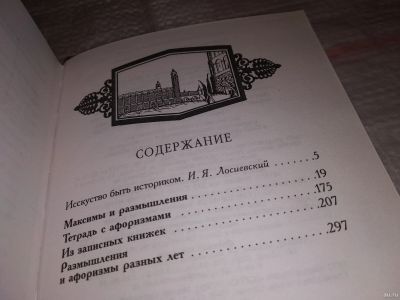 СОДЕРЖАНИЕ
Исскуство быть историком. И. Я. Лосиевский . . . . . . . 5
Максимы и размышления . . . . . . . . . . . . . . . 19
Тетрадь с афоризмами . . . . . . . . . . . . . . . 175
Из записных книжек . . . . . . . . . . . . . . . 207
Размышления
и афоризмы разных лет . . . . . . . . . . . . . . . 297